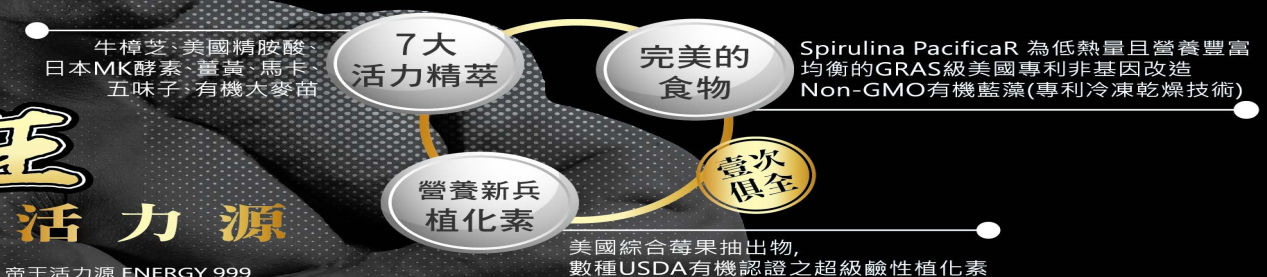 牛樟芝、美國精胺酸、
日本MK酵素、薑黃、馬卡、
五味子、有機大麥苗
7大
活力精萃
完美的
食物
Spirulina PacificaR 為低熱量且營養豐富
均衡的GRAS級美國專利非基因改造
Non-GMO有機藍藻(專利冷凍乾燥技術)
王
活力源
壹次
俱全
營養新兵
植化素
美國綜合莓果抽出物,
數種USDA有機認證之超級鹼性植化素
帝王活力源 ENERGY 999